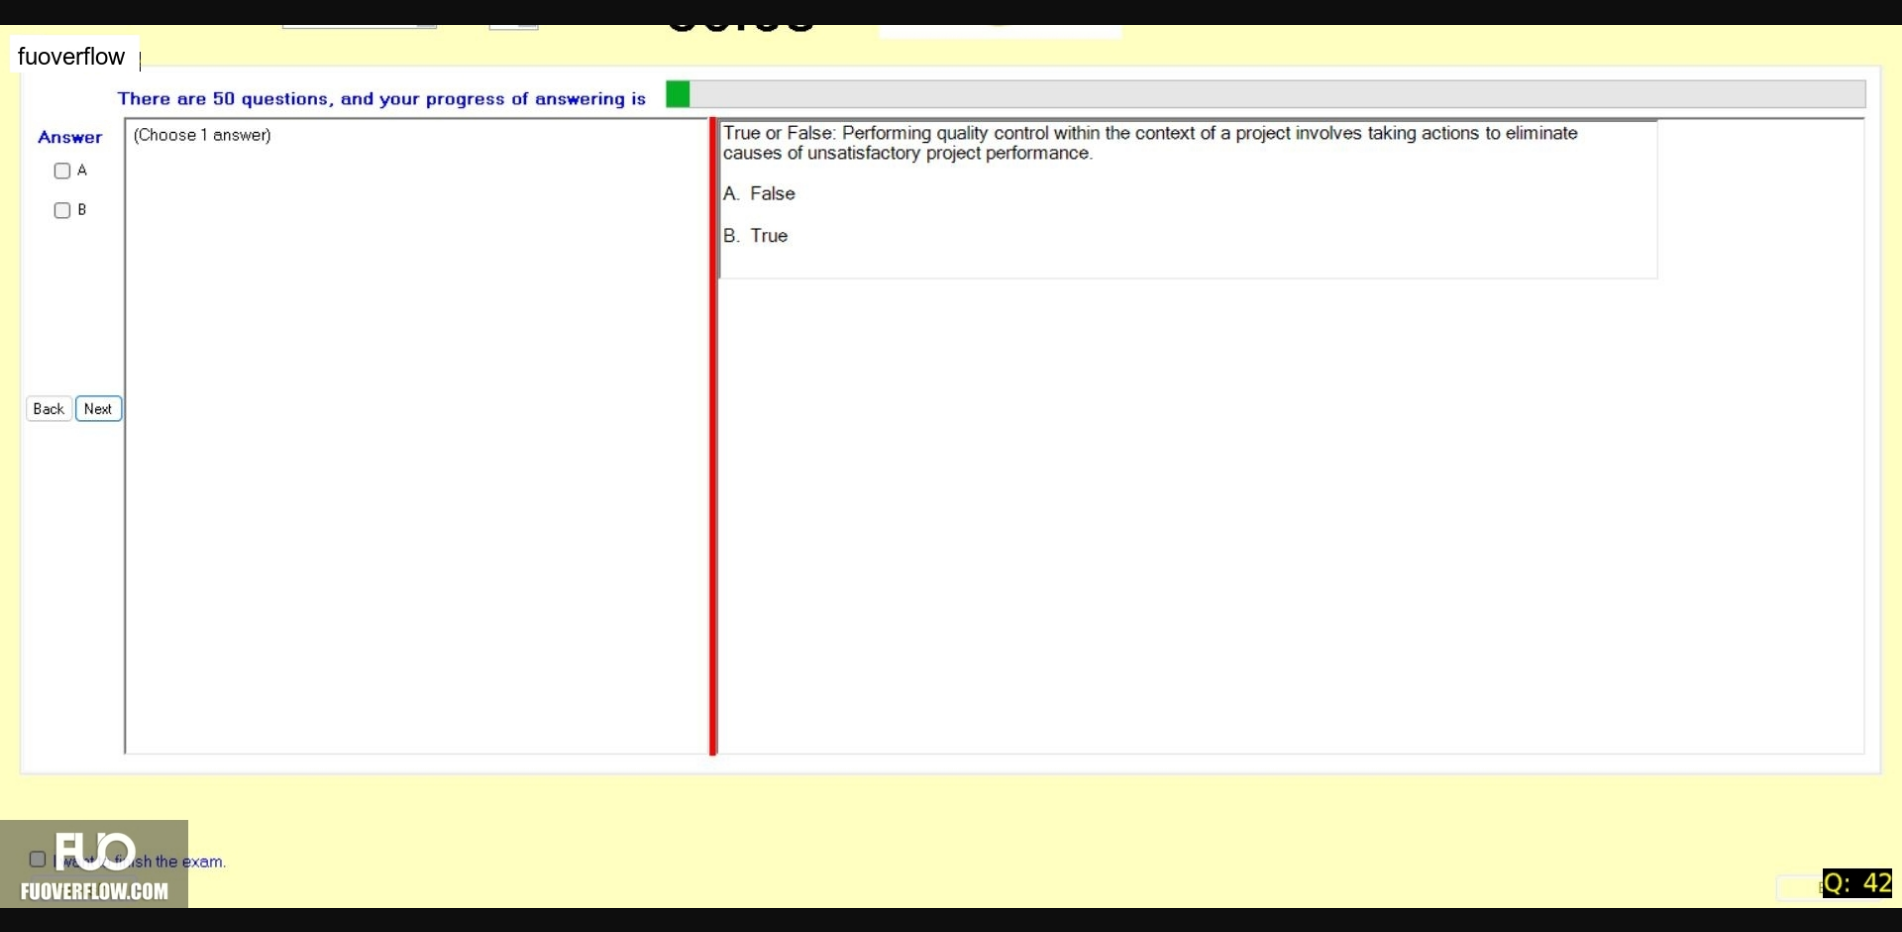 fuoverflow
There are 50 questions, and your progress of answering is
Answer
(Choose 1 answer)
A
B
True or False: Performing quality control within the context of a project involves taking actions to eliminate
causes of unsatisfactory project performance.
A. False
B. True
Back Next
FUO
finish the exam.
FUOVERFLOW.COM
Q: 42